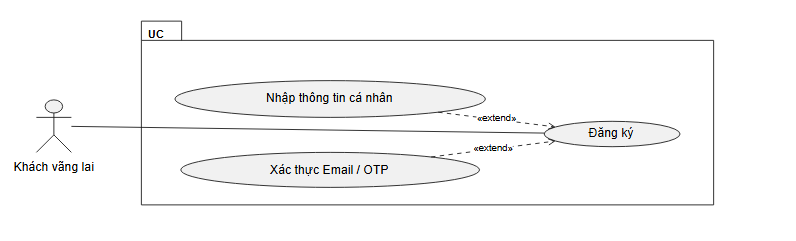 UC
Nhập thông tin cá nhân
«extend»
Đăng ký
Khách vãng lai
«extend»
Xác thực Email / OTP